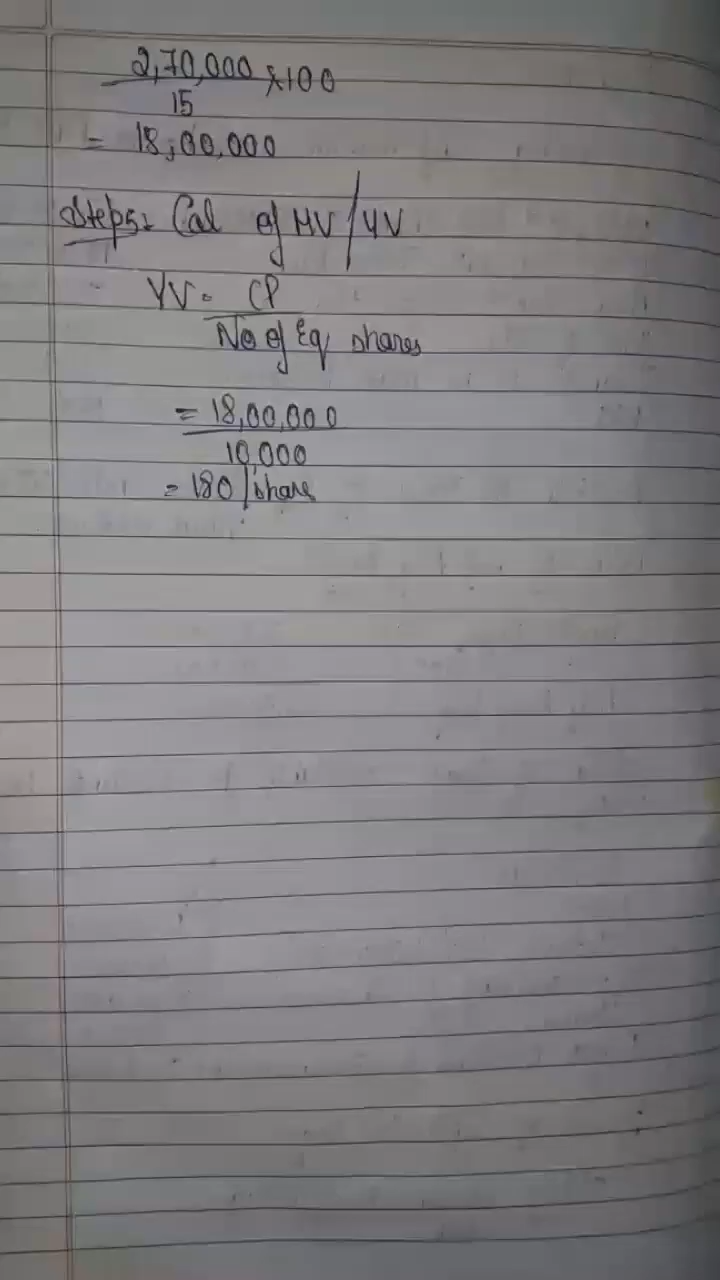 2,70,000 ×100
15
= 18,00,000
Step5: Cal of MV/YV
YV = CP
No of Eq shares
= 18,00,000
10,000
= 180/share